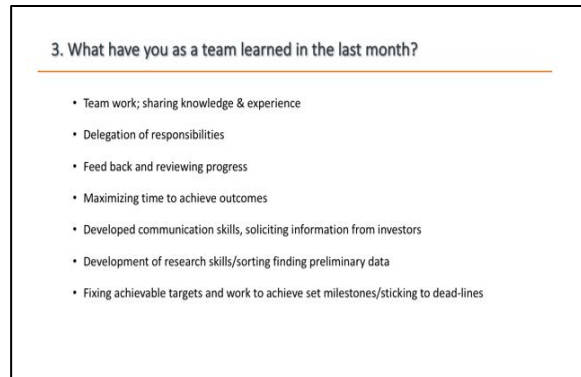 3. What have you as a team learned in the last month?
• Team work; sharing knowledge & experience
• Delegation of responsibilities
• Feed back and reviewing progress
• Maximizing time to achieve outcomes
• Developed communication skills, soliciting information from investors
• Development of research skills/sorting finding preliminary data
• Fixing achievable targets and work to achieve set milestones/sticking to dead-lines